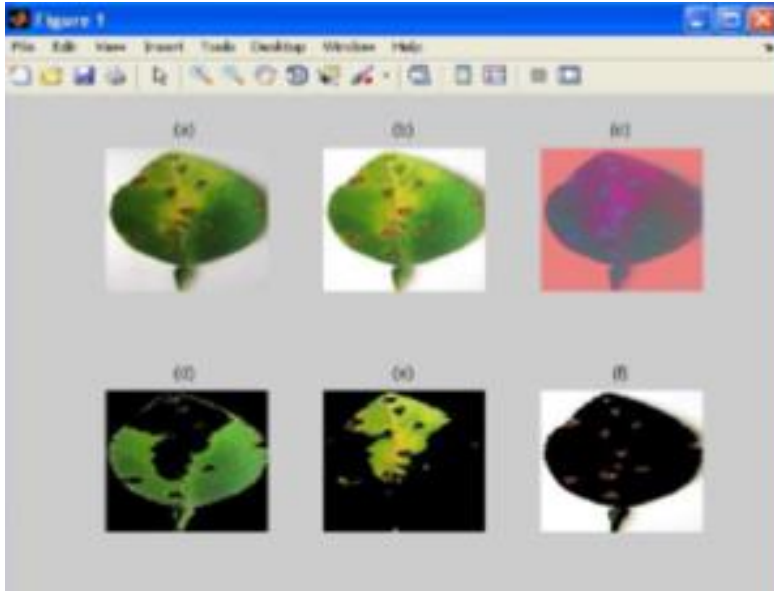 Figure 1
File Edit View Insert Tools Desktop Window Help
(a) (b) (c)
(d) (e) (f)